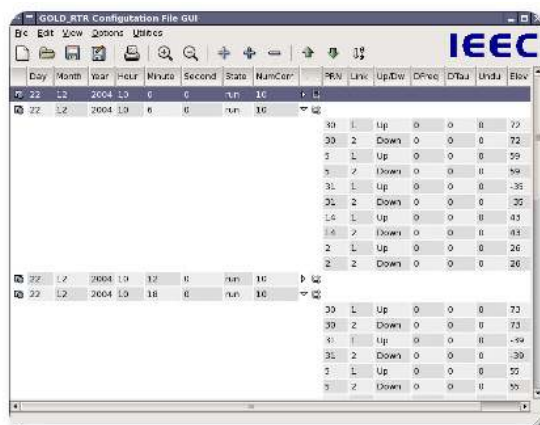 GOLD_RTR Configutation File GUI
File Edit View Options Utilities
IEEC
Day Month Year Hour Minute Second State NumCorr PRN Link Up/Dw DFreq DTau Undu Elev
22 12 2004 10 0 0 run 10
22 12 2004 10 6 0 run 10
30 1 Up 0 0 0 72
30 2 Down 0 0 0 72
5 1 Up 0 0 0 59
5 2 Down 0 0 0 59
31 1 Up 0 0 0 -35
31 2 Down 0 0 0 35
14 1 Up 0 0 0 43
14 2 Down 0 0 0 43
2 1 Up 0 0 0 26
2 2 Down 0 0 0 26
22 12 2004 10 12 0 run 10
22 12 2004 10 18 0 run 10
30 1 Up 0 0 0 73
30 2 Down 0 0 0 73
31 1 Up 0 0 0 -39
31 2 Down 0 0 0 -39
5 1 Up 0 0 0 55
5 2 Down 0 0 0 55